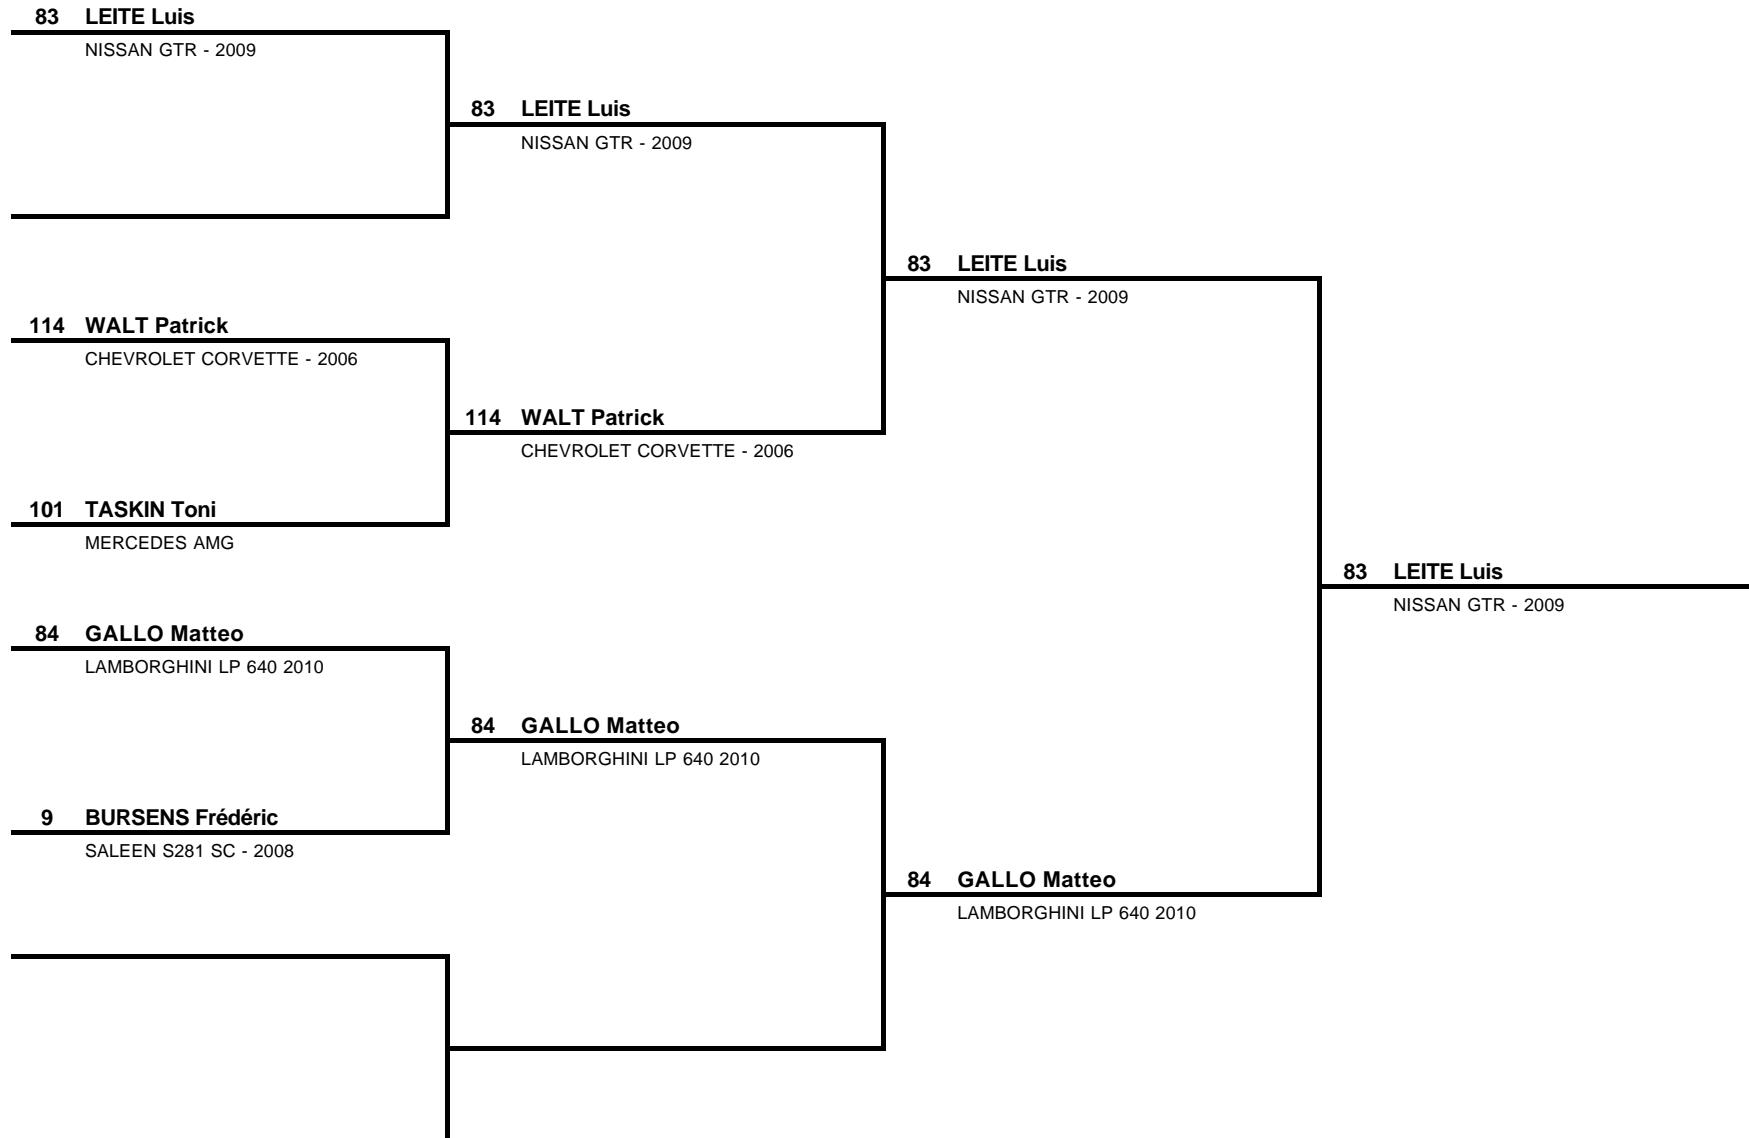 83 LEITE Luis
NISSAN GTR - 2009
83 LEITE Luis
NISSAN GTR - 2009
83 LEITE Luis
NISSAN GTR - 2009
114 WALT Patrick
CHEVROLET CORVETTE - 2006
114 WALT Patrick
CHEVROLET CORVETTE - 2006
101 TASKIN Toni
MERCEDES AMG
83 LEITE Luis
NISSAN GTR - 2009
84 GALLO Matteo
LAMBORGHINI LP 640 2010
84 GALLO Matteo
LAMBORGHINI LP 640 2010
9 BURSENS Frédéric
SALEEN S281 SC - 2008
84 GALLO Matteo
LAMBORGHINI LP 640 2010